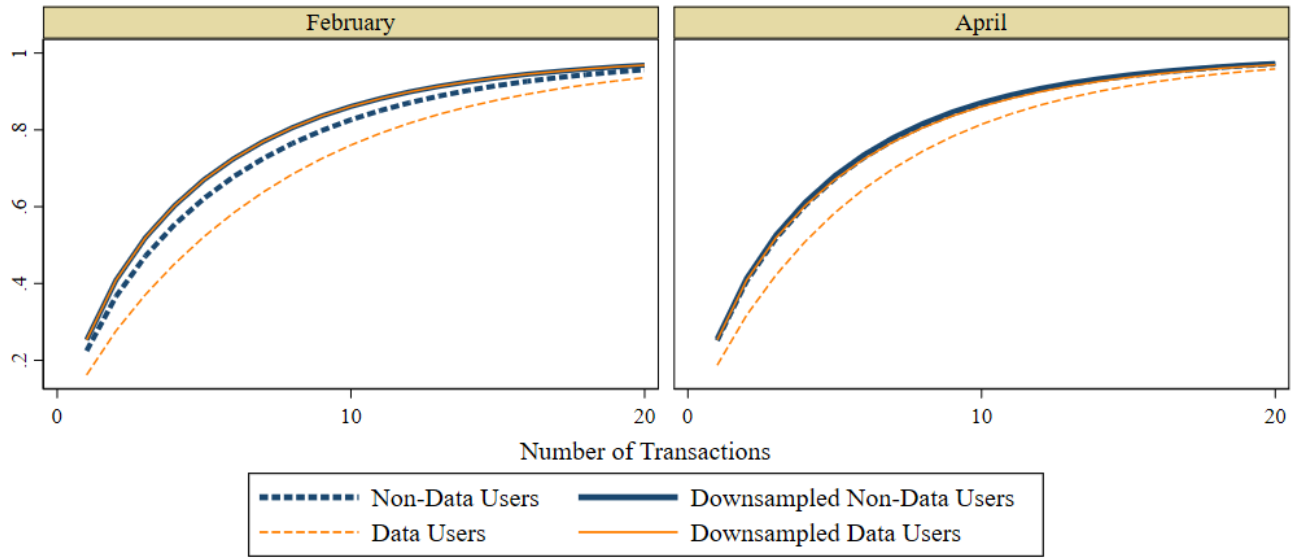 February
April
1
.8
.6
.4
.2
0
10
20
0
10
20
Number of Transactions
Non-Data Users
Downsampled Non-Data Users
Data Users
Downsampled Data Users